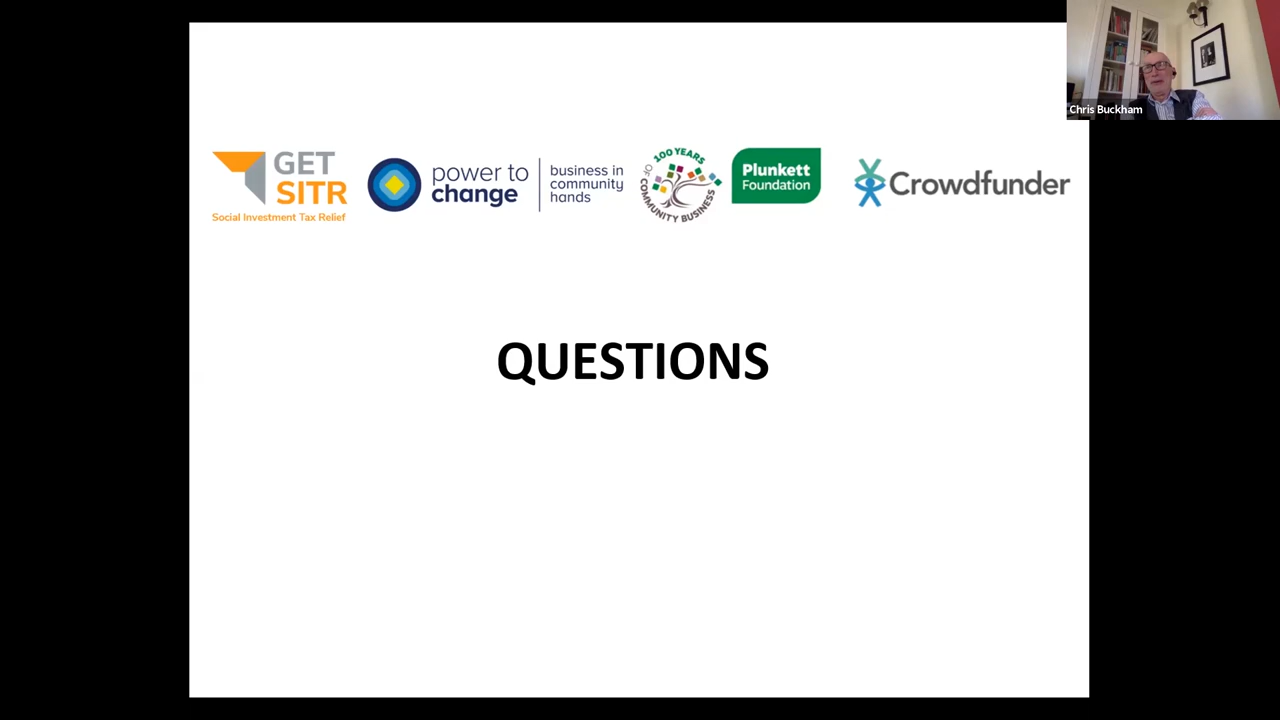 Chris Buckham
GET
SITR
Social Investment Tax Relief
power to
change
business in
community
hands
100 YEARS
OF COMMUNITY BUSINESS
Plunkett
Foundation
Crowdfunder
QUESTIONS